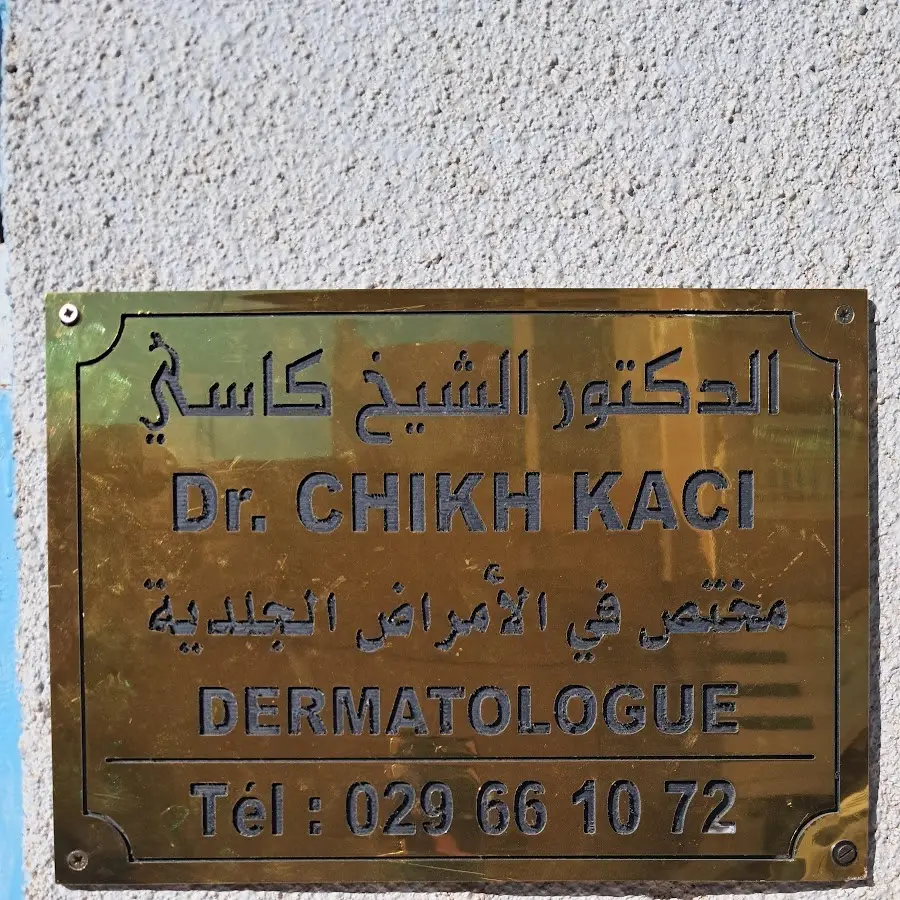 الدكتور الشيخ كاسي
Dr. CHIKH KACI
مختص في الأمراض الجلدية
DERMATOLOGUE
Tél : 029 66 10 72